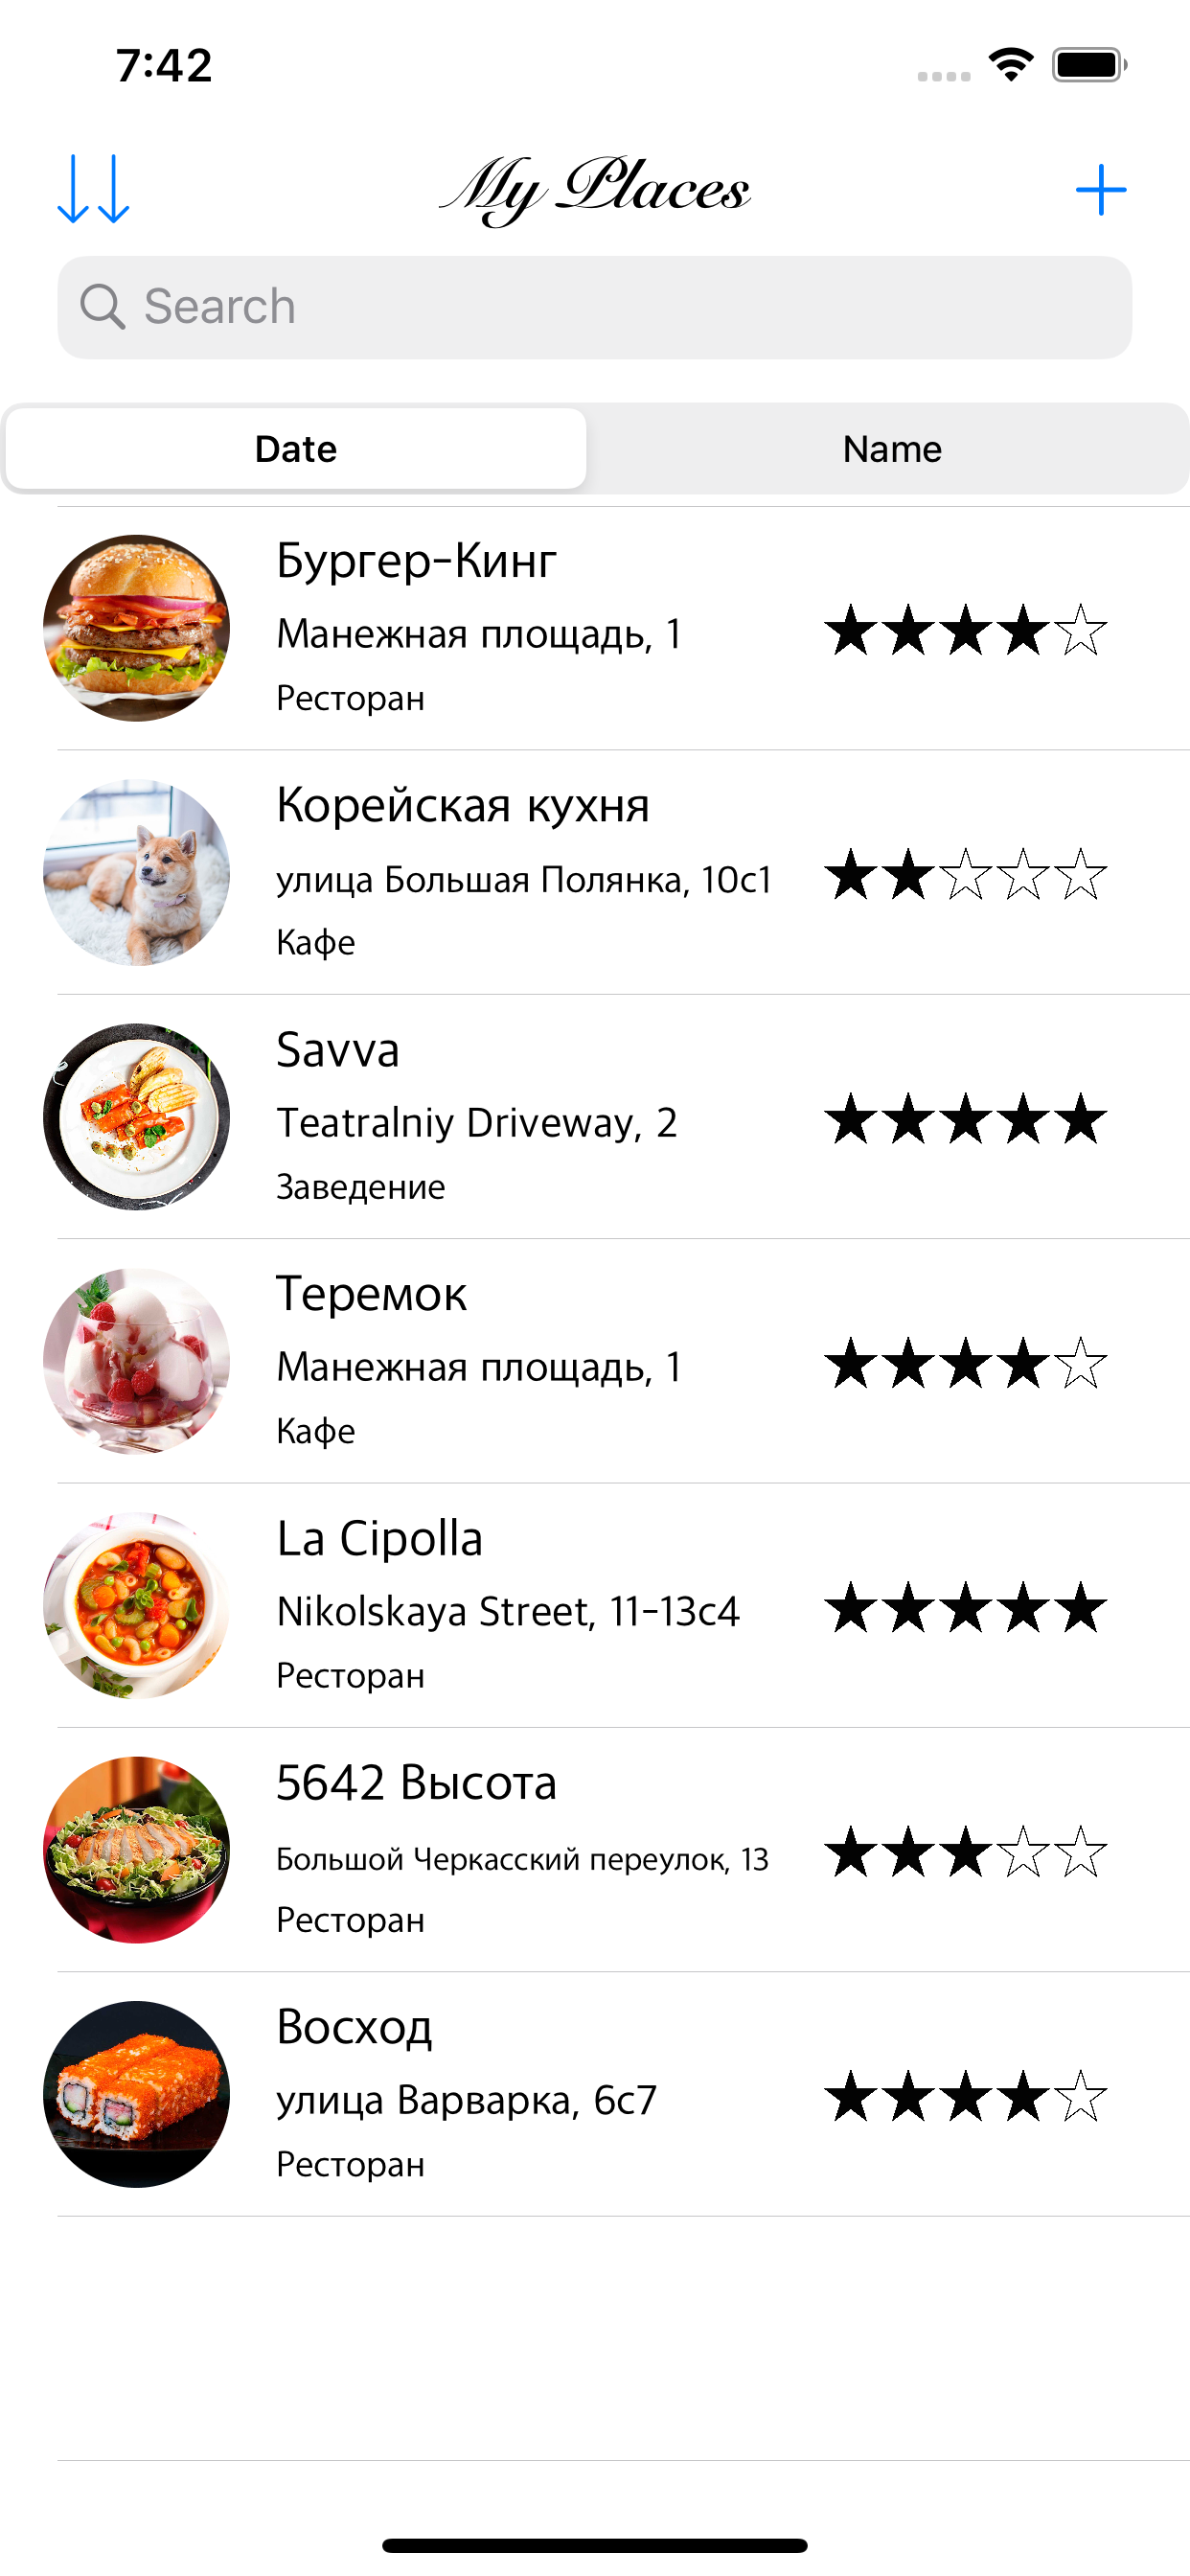 7:42
My Places
Search
Date
Name
Бургер-Кинг
Манежная площадь, 1
Ресторан
Корейская кухня
улица Большая Полянка, 10с1
Кафе
Savva
Teatralniy Driveway, 2
Заведение
Теремок
Манежная площадь, 1
Кафе
La Cipolla
Nikolskaya Street, 11-13с4
Ресторан
5642 Высота
Большой Черкасский переулок, 13
Ресторан
Восход
улица Варварка, 6с7
Ресторан